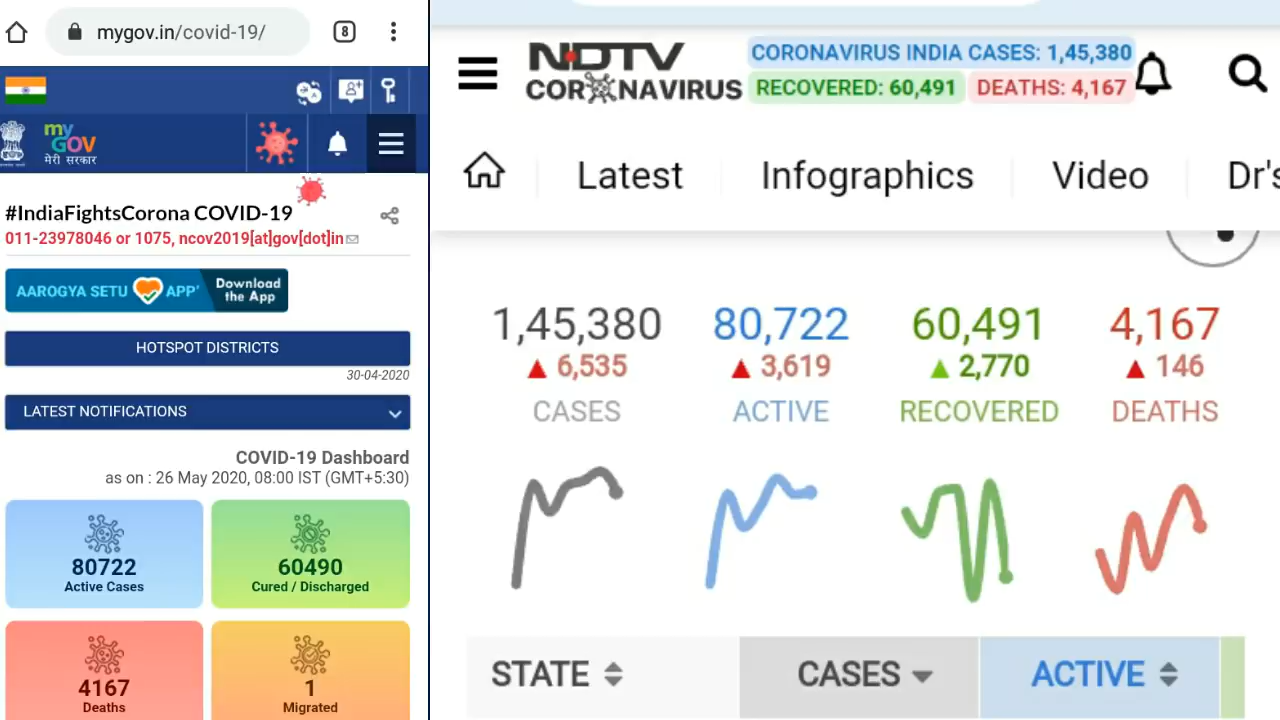 mygov.in/covid-19/
8
my
GOV
मेरी सरकार
#IndiaFightsCorona COVID-19
011-23978046 or 1075, ncov2019[at]gov[dot]in
AAROGYA SETU APP'
Download
the App
HOTSPOT DISTRICTS
30-04-2020
LATEST NOTIFICATIONS
COVID-19 Dashboard
as on : 26 May 2020, 08:00 IST (GMT+5:30)
80722
Active Cases
60490
Cured / Discharged
4167
Deaths
1
Migrated
NDTV
CORONAVIRUS
CORONAVIRUS INDIA CASES: 1,45,380
RECOVERED: 60,491 DEATHS: 4,167
Latest Infographics Video Dr's
1,45,380 80,722 60,491 4,167
▲ 6,535 ▲ 3,619 ▲ 2,770 ▲ 146
CASES ACTIVE RECOVERED DEATHS
STATE CASES ACTIVE